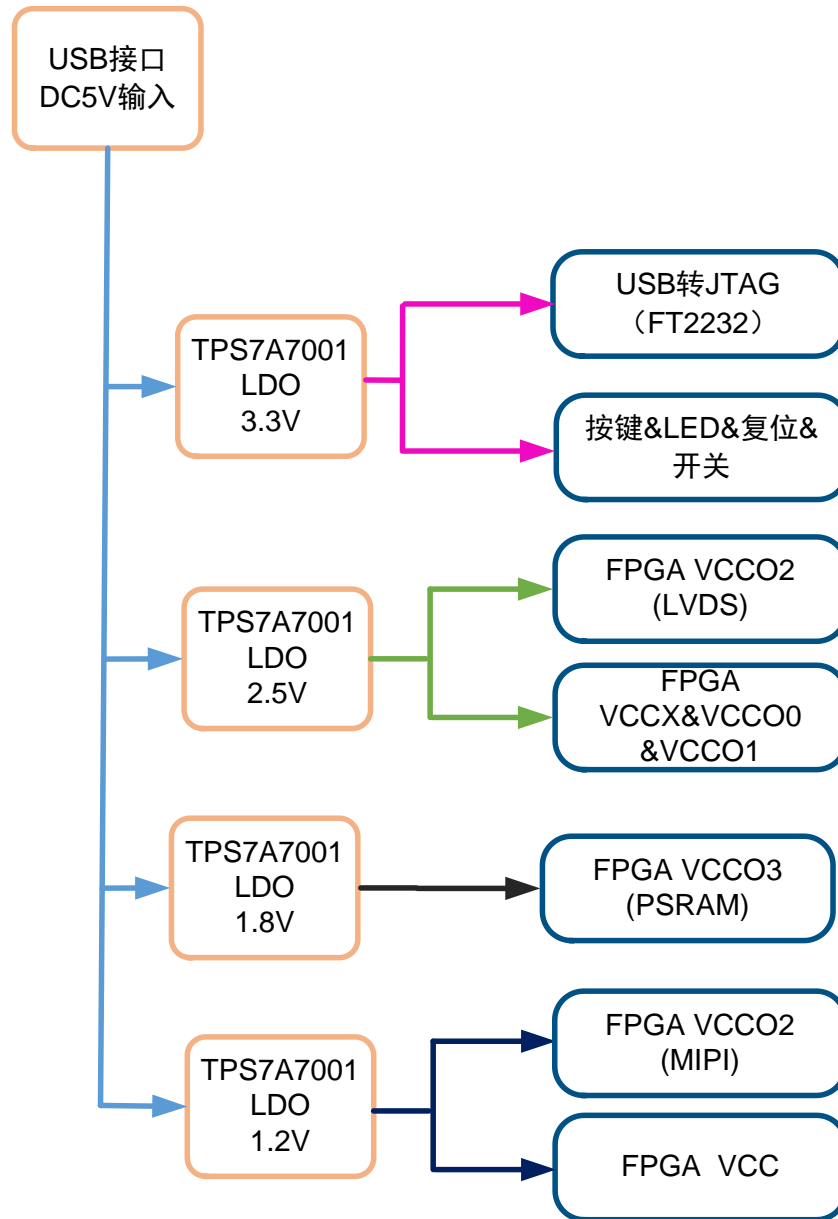 USB接口
DC5V输入
USB转JTAG
（FT2232）
TPS7A7001
LDO
3.3V
按键&LED&复位&
开关
FPGA VCCO2
(LVDS)
TPS7A7001
LDO
2.5V
FPGA
VCCX&VCCO0
&VCCO1
TPS7A7001
LDO
1.8V
FPGA VCCO3
(PSRAM)
FPGA VCCO2
(MIPI)
TPS7A7001
LDO
1.2V
FPGA  VCC